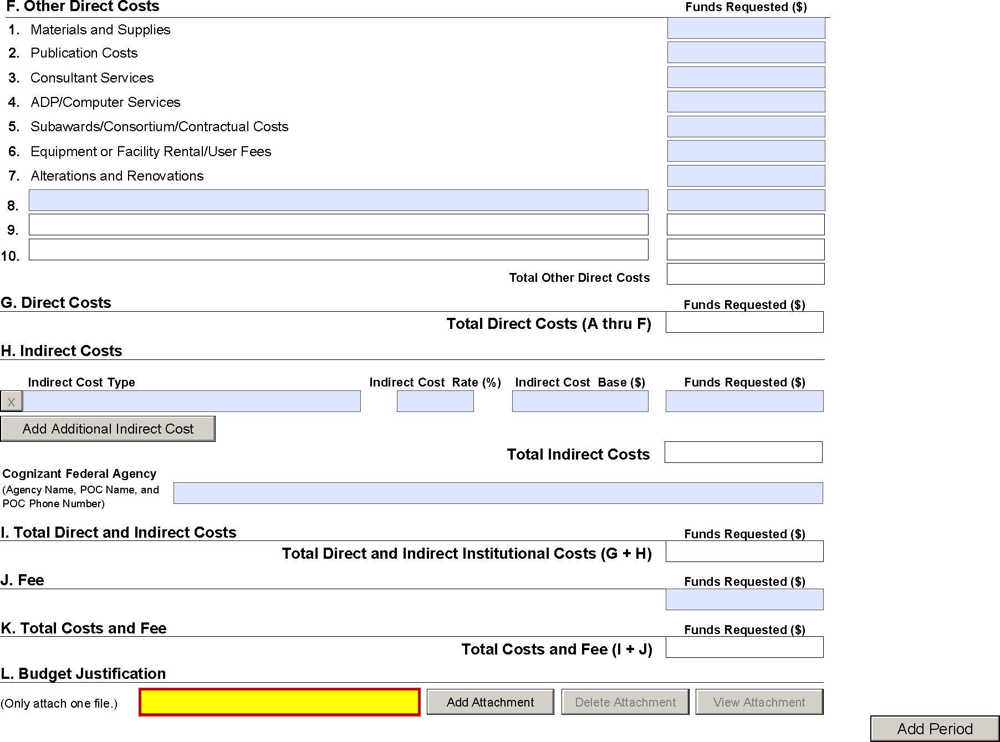 F. Other Direct Costs Funds Requested ($)
1. Materials and Supplies
2. Publication Costs
3. Consultant Services
4. ADP/Computer Services
5. Subawards/Consortium/Contractual Costs
6. Equipment or Facility Rental/User Fees
7. Alterations and Renovations
8.
9.
10.
Total Other Direct Costs
G. Direct Costs Funds Requested ($)
Total Direct Costs (A thru F)
H. Indirect Costs
Indirect Cost Type Indirect Cost Rate (%) Indirect Cost Base ($) Funds Requested ($)
X
Add Additional Indirect Cost
Total Indirect Costs
Cognizant Federal Agency
(Agency Name, POC Name, and
POC Phone Number)
I. Total Direct and Indirect Costs Funds Requested ($)
Total Direct and Indirect Institutional Costs (G + H)
J. Fee Funds Requested ($)
K. Total Costs and Fee Funds Requested ($)
Total Costs and Fee (I + J)
L. Budget Justification
(Only attach one file.) Add Attachment Delete Attachment View Attachment
Add Period